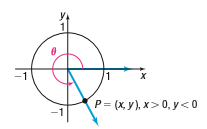 y
1
θ
−1
1
x
P = (x, y), x > 0, y < 0
−1